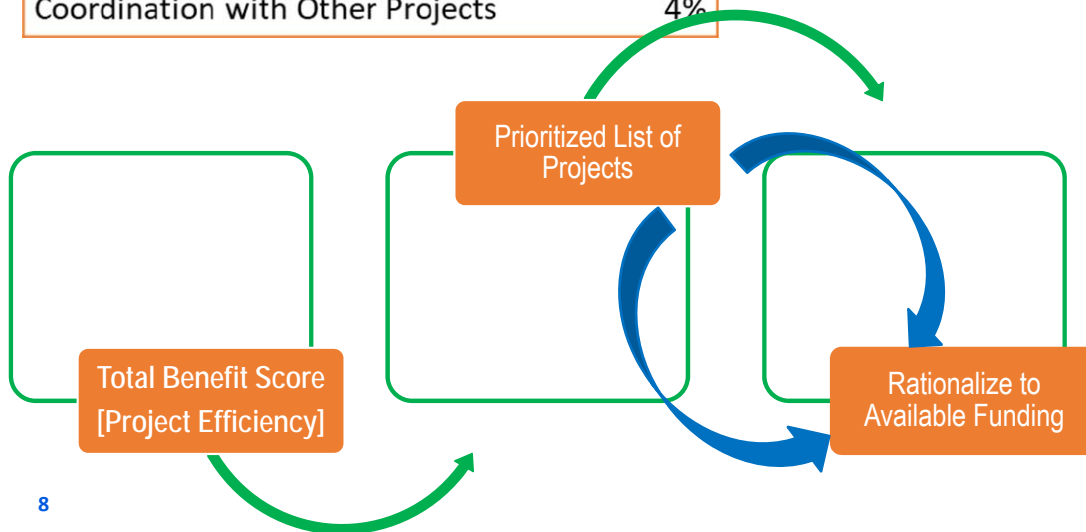 Coordination with Other Projects 4%
Prioritized List of
Projects
Total Benefit Score
[Project Efficiency]
Rationalize to
Available Funding
8